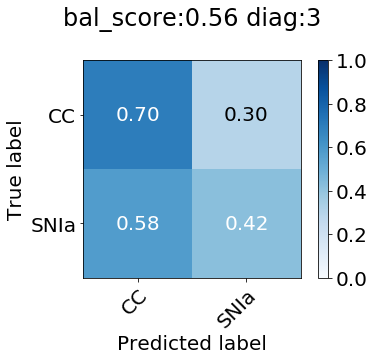 bal_score:0.56 diag:3
1.0
CC 0.70 0.30
0.8
0.6
True label
0.4
SNIa 0.58 0.42
0.2
0.0
CC SNIa
Predicted label